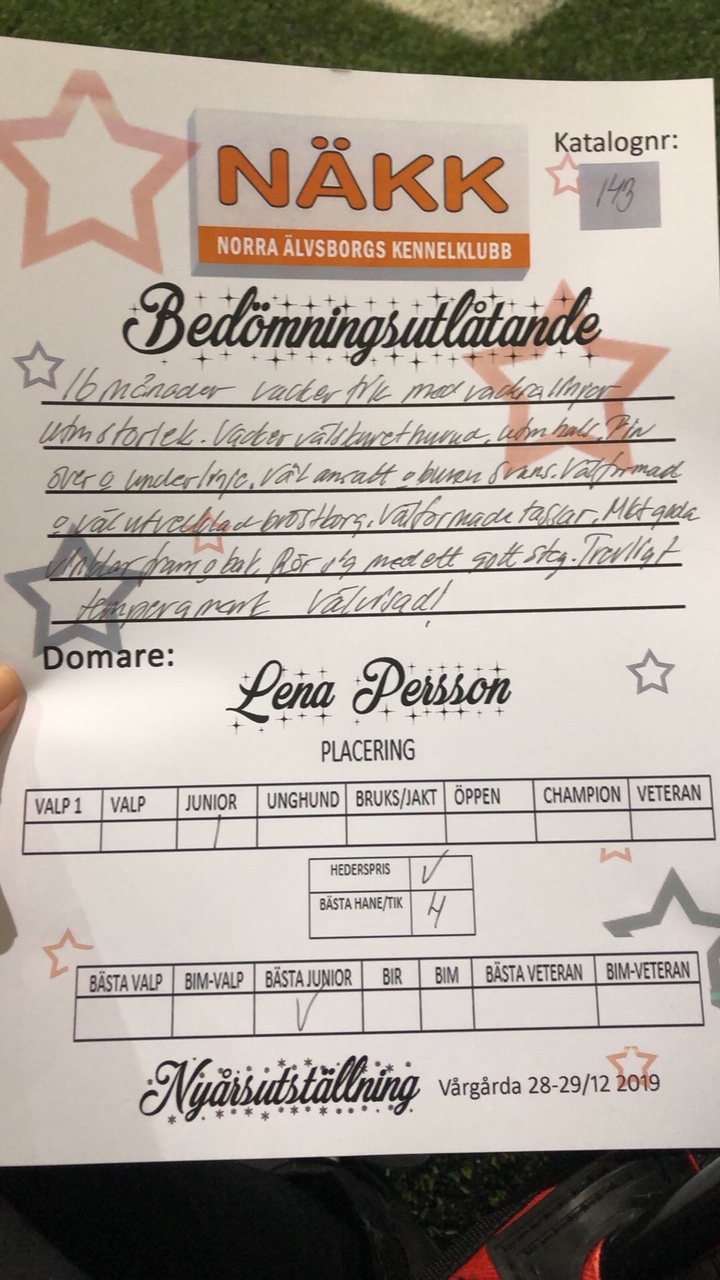 NÄKK
NORRA ÄLVSBORGS KENNELKLUBB
Katalognr:
143
Bedömningsutlåtande
16 månader vacker tik med vackra linjer
utm storlek. Vacker välskuret huvud, utm hals. Fin
över o underlinje. Väl ansatt o buren svans. Välformad
o väl utvecklad bröstkorg. Välformade tassar. Mkt goda
vinklar fram o bak. Rör sig med ett gott steg. Trevligt
temperament Välvisad!
Domare:
Lena Persson
PLACERING
VALP 1 VALP JUNIOR UNGHUND BRUKS/JAKT ÖPPEN CHAMPION VETERAN
1
HEDERSPRIS ✓
BÄSTA HANE/TIK 4
BÄSTA VALP BIM-VALP BÄSTA JUNIOR BIR BIM BÄSTA VETERAN BIM-VETERAN
✓
Nyårsutställning Vårgårda 28-29/12 2019